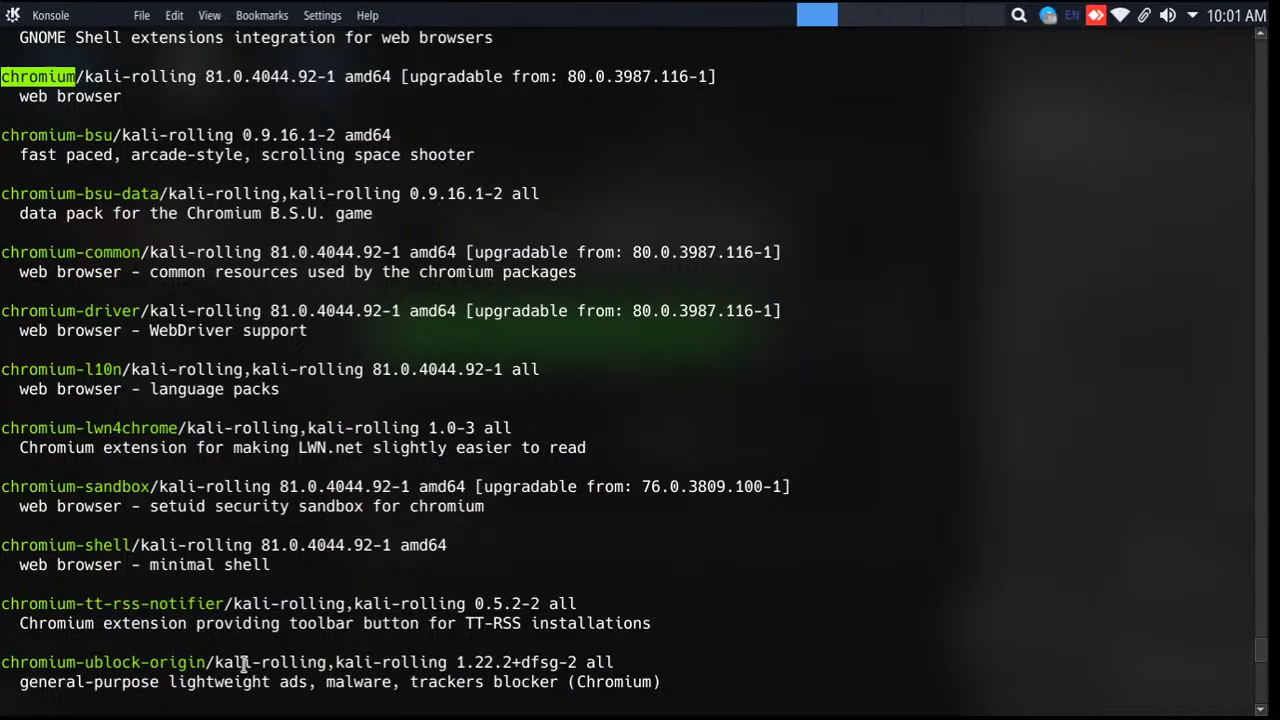 Konsole File Edit View Bookmarks Settings Help EN 10:01 AM
GNOME Shell extensions integration for web browsers
chromium/kali-rolling 81.0.4044.92-1 amd64 [upgradable from: 80.0.3987.116-1]
web browser
chromium-bsu/kali-rolling 0.9.16.1-2 amd64
fast paced, arcade-style, scrolling space shooter
chromium-bsu-data/kali-rolling,kali-rolling 0.9.16.1-2 all
data pack for the Chromium B.S.U. game
chromium-common/kali-rolling 81.0.4044.92-1 amd64 [upgradable from: 80.0.3987.116-1]
web browser - common resources used by the chromium packages
chromium-driver/kali-rolling 81.0.4044.92-1 amd64 [upgradable from: 80.0.3987.116-1]
web browser - WebDriver support
chromium-l10n/kali-rolling,kali-rolling 81.0.4044.92-1 all
web browser - language packs
chromium-lwn4chrome/kali-rolling,kali-rolling 1.0-3 all
Chromium extension for making LWN.net slightly easier to read
chromium-sandbox/kali-rolling 81.0.4044.92-1 amd64 [upgradable from: 76.0.3809.100-1]
web browser - setuid security sandbox for chromium
chromium-shell/kali-rolling 81.0.4044.92-1 amd64
web browser - minimal shell
chromium-tt-rss-notifier/kali-rolling,kali-rolling 0.5.2-2 all
Chromium extension providing toolbar button for TT-RSS installations
chromium-ublock-origin/kali-rolling,kali-rolling 1.22.2+dfsg-2 all
general-purpose lightweight ads, malware, trackers blocker (Chromium)